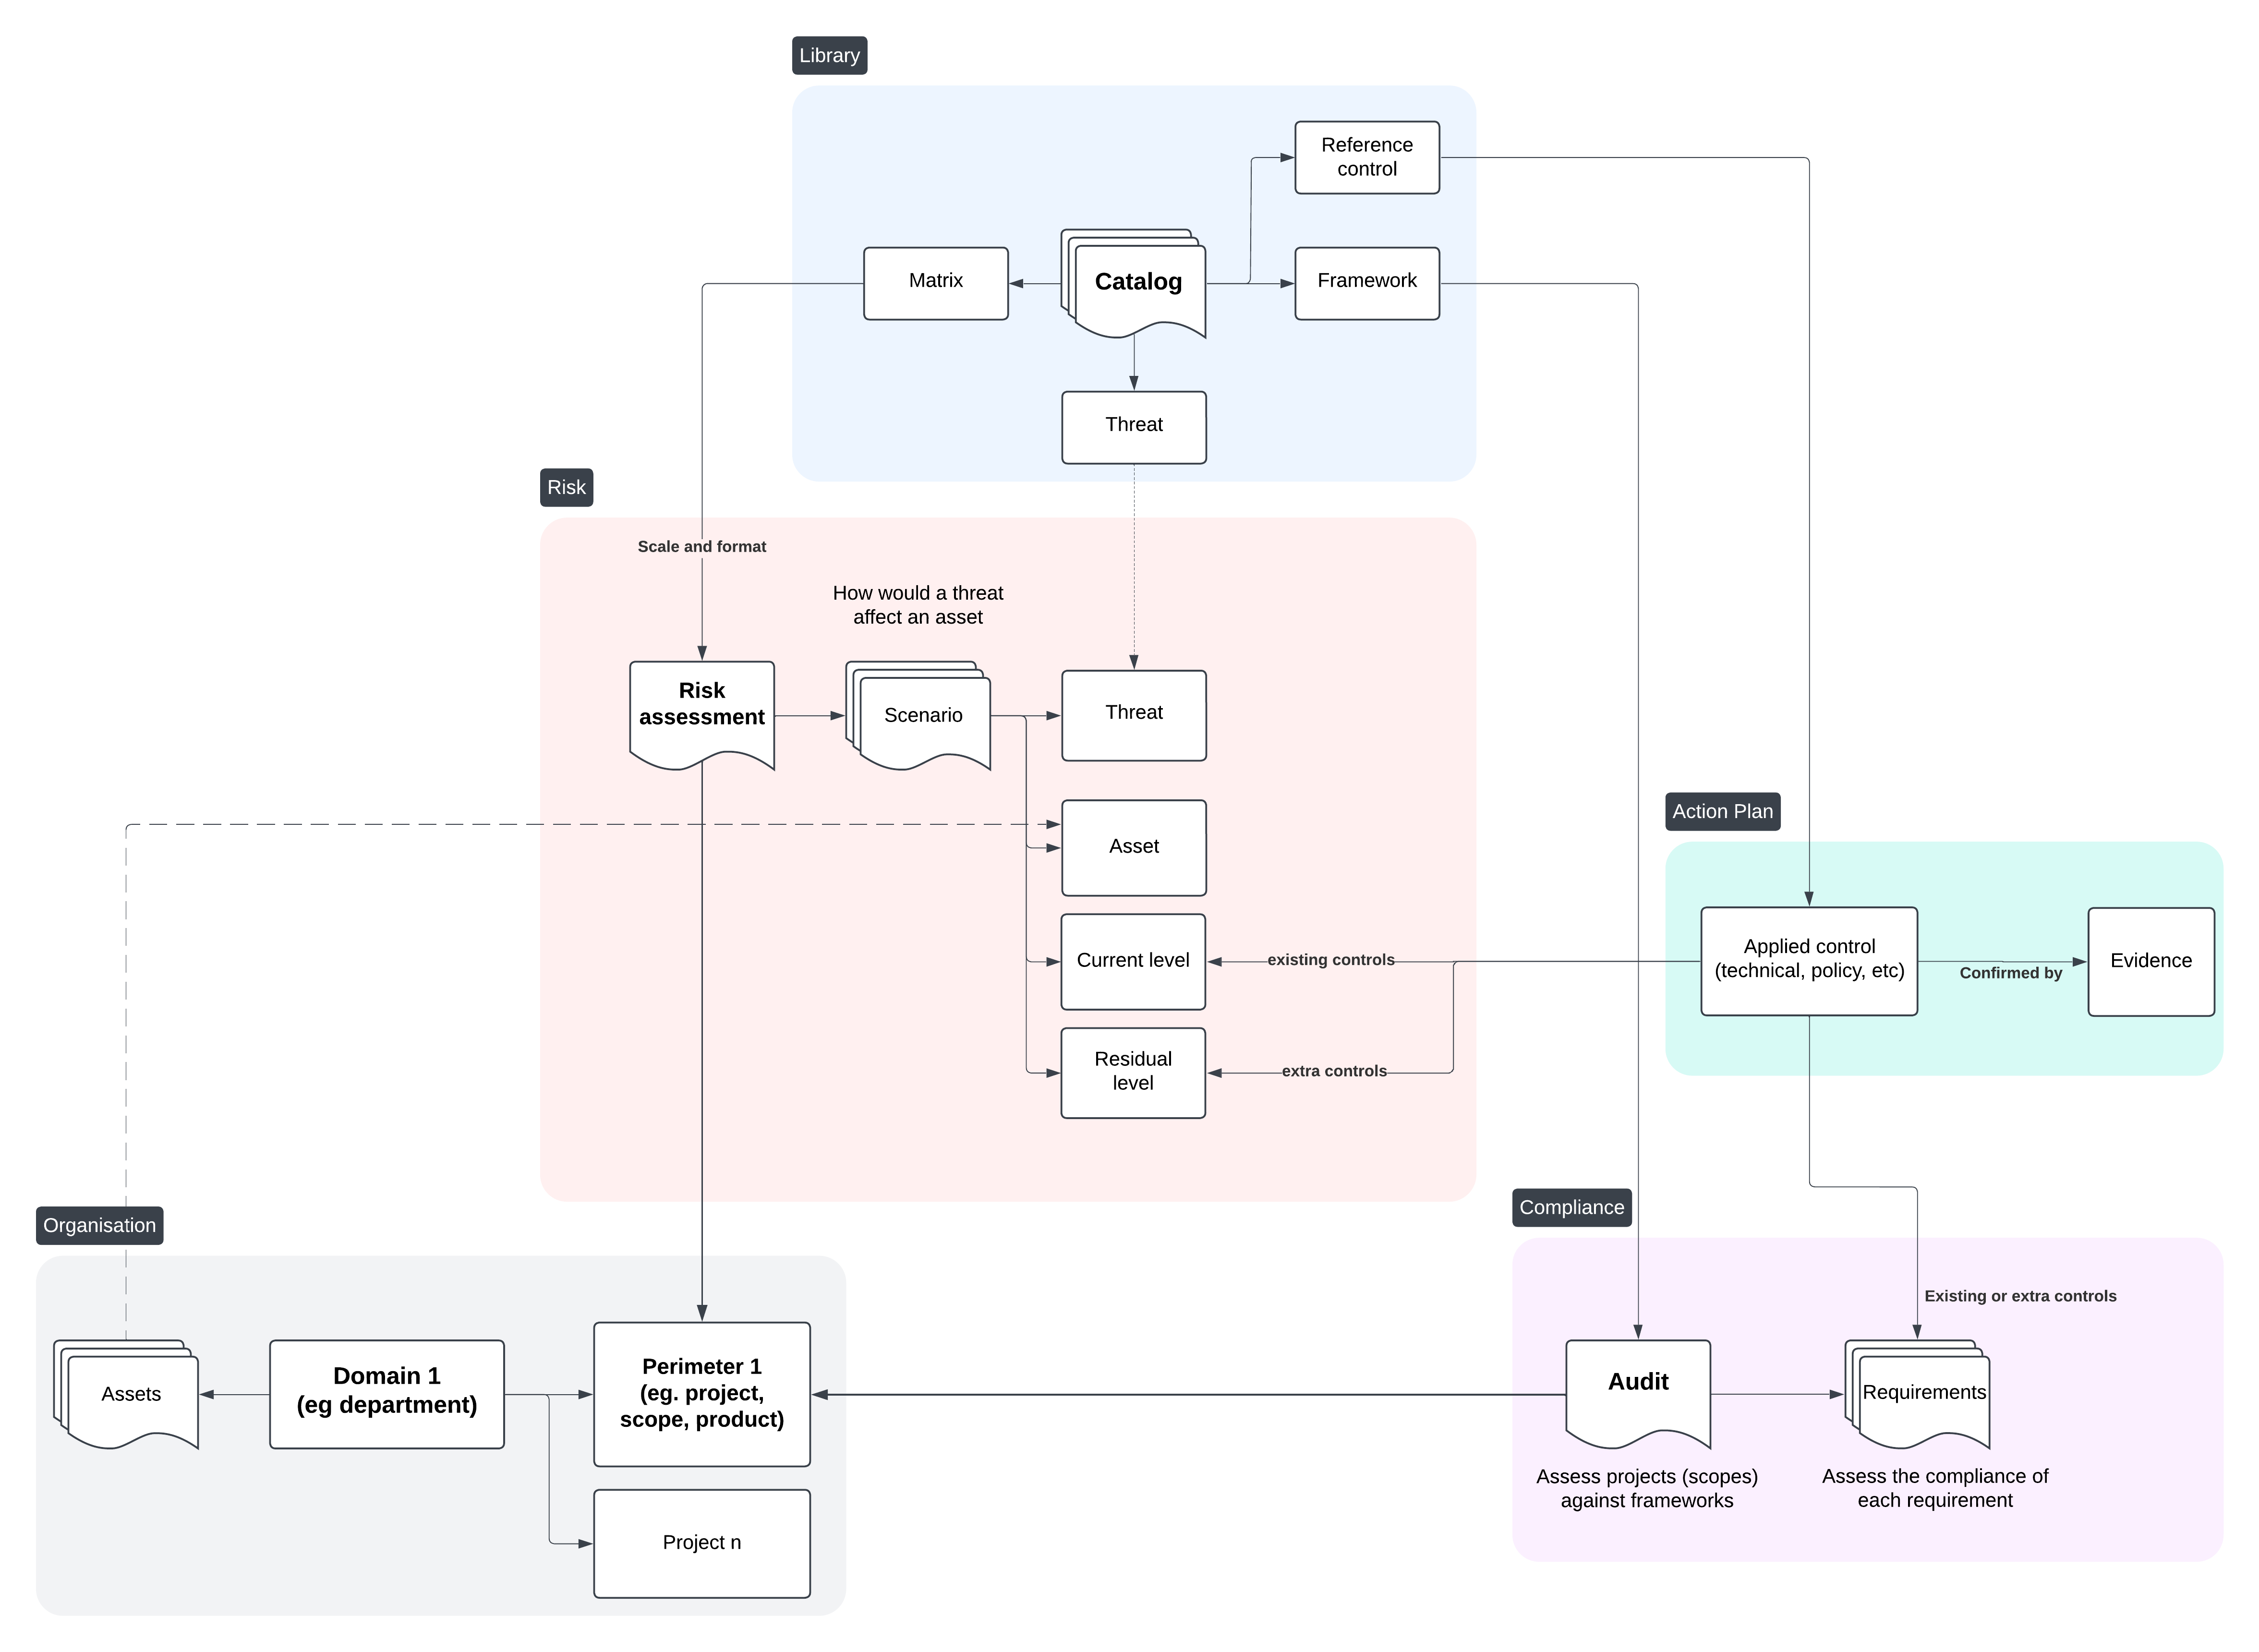 Library
Reference
control
Matrix
Catalog
Framework
Threat
Risk
Scale and format
How would a threat
affect an asset
Risk
assessment
Scenario
Threat
Asset
Action Plan
Current level
existing controls
Applied control
(technical, policy, etc)
Confirmed by
Evidence
Residual
level
extra controls
Organisation
Compliance
Existing or extra controls
Assets
Domain 1
(eg department)
Perimeter 1
(eg. project,
scope, product)
Audit
Requirements
Assess projects (scopes)
against frameworks
Assess the compliance of
each requirement
Project n